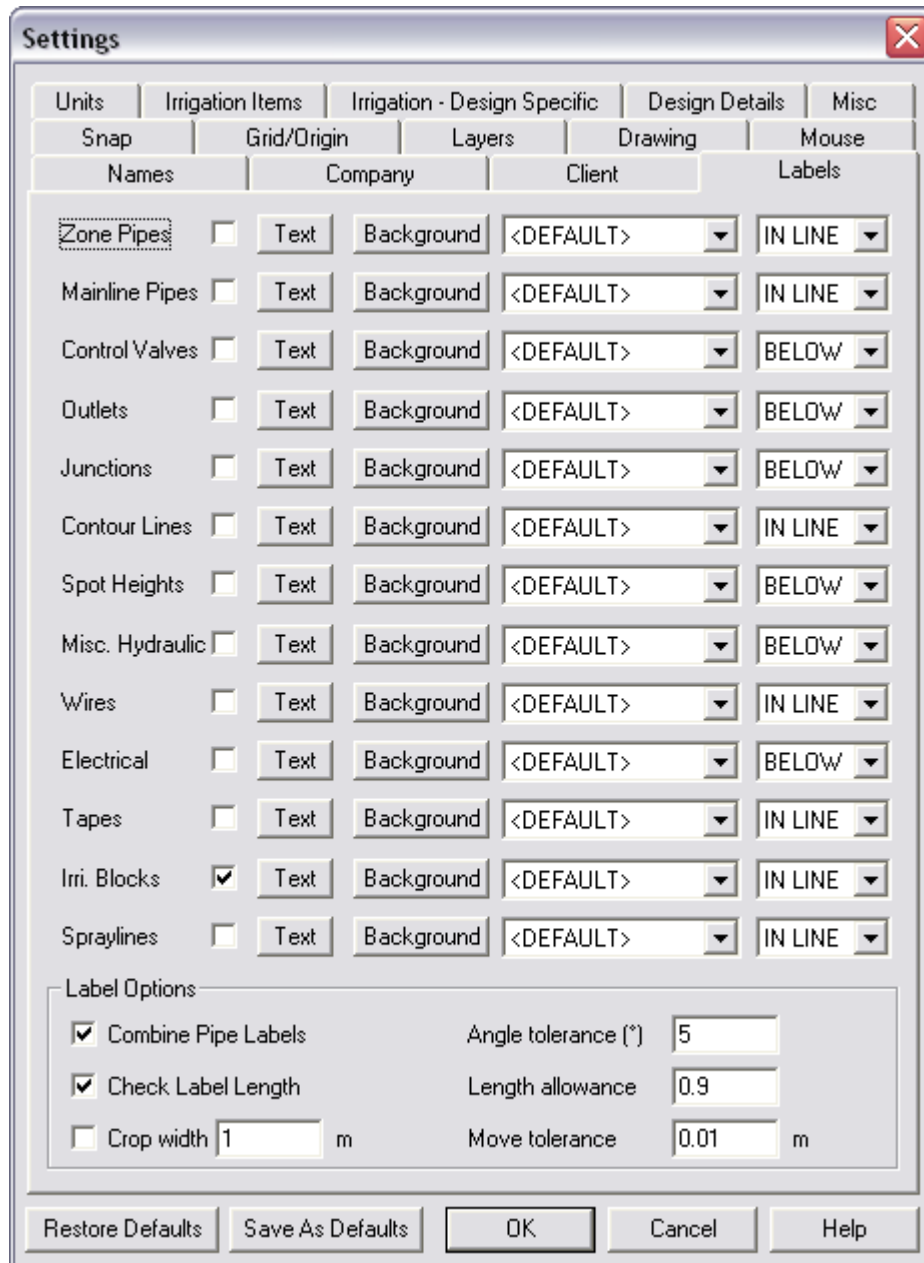 Settings
Units Irrigation Items Irrigation - Design Specific Design Details Misc
Snap Grid/Origin Layers Drawing Mouse
Names Company Client Labels
Zone Pipes Text Background <DEFAULT> IN LINE
Mainline Pipes Text Background <DEFAULT> IN LINE
Control Valves Text Background <DEFAULT> BELOW
Outlets Text Background <DEFAULT> BELOW
Junctions Text Background <DEFAULT> BELOW
Contour Lines Text Background <DEFAULT> IN LINE
Spot Heights Text Background <DEFAULT> BELOW
Misc. Hydraulic Text Background <DEFAULT> BELOW
Wires Text Background <DEFAULT> IN LINE
Electrical Text Background <DEFAULT> BELOW
Tapes Text Background <DEFAULT> IN LINE
Irri. Blocks Text Background <DEFAULT> IN LINE
Spraylines Text Background <DEFAULT> IN LINE
Label Options
Combine Pipe Labels Angle tolerance (°) 5
Check Label Length Length allowance 0.9
Crop width 1 m Move tolerance 0.01 m
Restore Defaults Save As Defaults OK Cancel Help